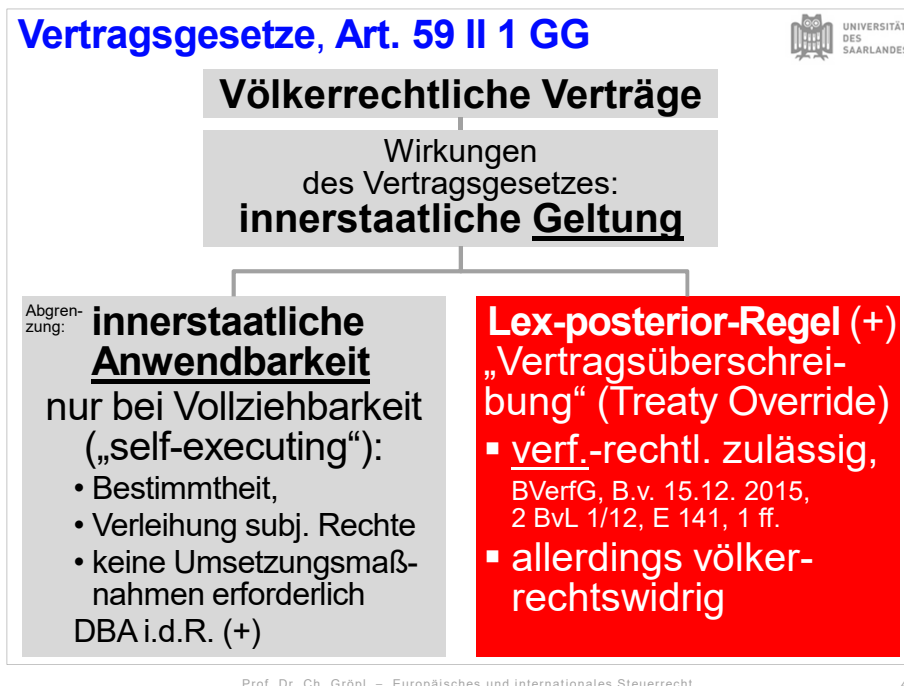 Vertragsgesetze, Art. 59 II 1 GG
UNIVERSITÄT
DES
SAARLANDES
Völkerrechtliche Verträge
Wirkungen
des Vertragsgesetzes:
innerstaatliche Geltung
Abgren-
zung:
innerstaatliche
Anwendbarkeit
nur bei Vollziehbarkeit
(„self-executing“):
• Bestimmtheit,
• Verleihung subj. Rechte
• keine Umsetzungsmaß-
nahmen erforderlich
DBA i.d.R. (+)
Lex-posterior-Regel (+)
„Vertragsüberschrei-
bung“ (Treaty Override)
▪ verf.-rechtl. zulässig,
BVerfG, B.v. 15.12. 2015,
2 BvL 1/12, E 141, 1 ff.
▪ allerdings völker-
rechtswidrig
Prof. Dr. Ch. Gröpl – Europäisches und internationales Steuerrecht